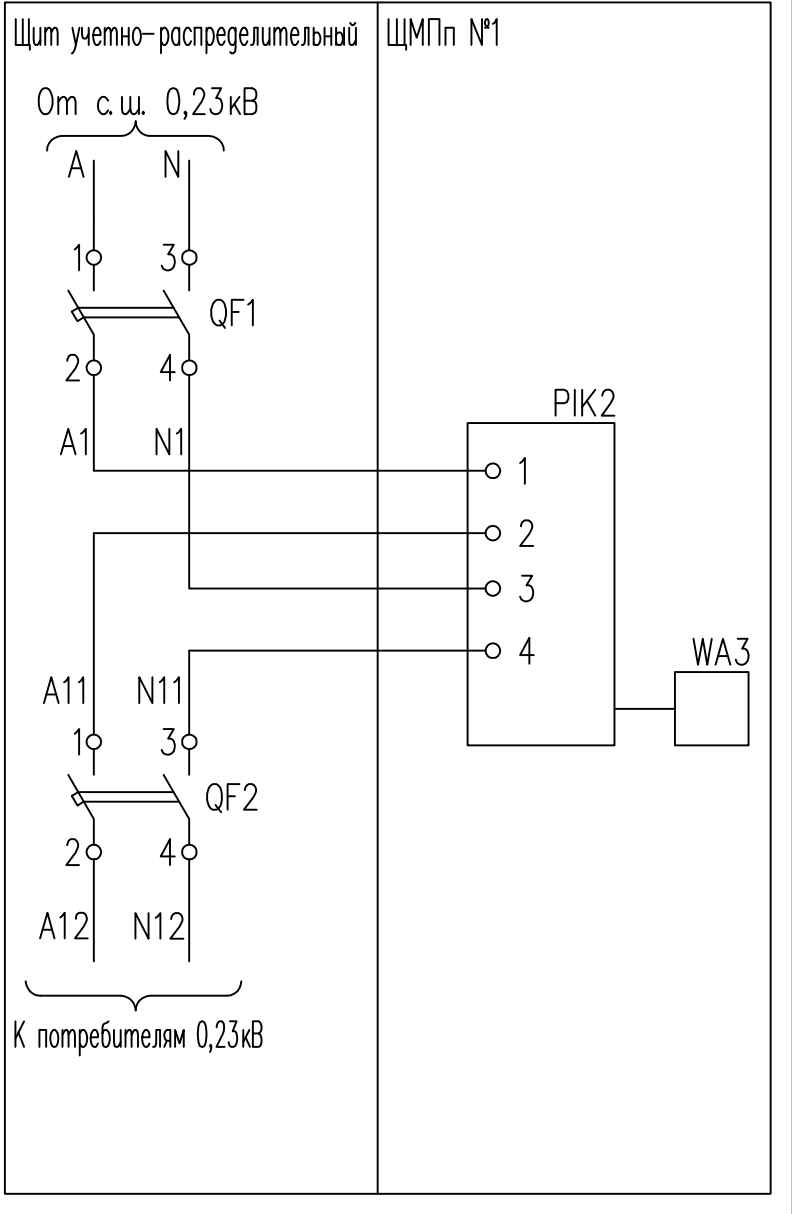 Щит учетно-распределительный
ЩМПп №1
От с.ш. 0,23кВ
A
N
1
3
QF1
2
4
A1
N1
PIK2
1
2
3
4
WA3
A11
N11
1
3
QF2
2
4
A12
N12
К потребителям 0,23кВ